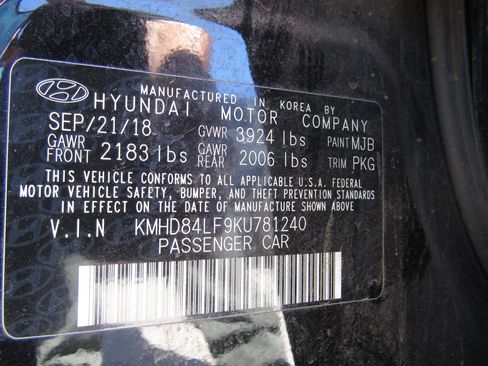 MANUFACTURED IN KOREA BY
HYUNDAI MOTOR COMPANY
SEP/21/18 GVWR 3924 lbs PAINT MJB
GAWR FRONT 2183 lbs GAWR REAR 2006 lbs TRIM PKG
THIS VEHICLE CONFORMS TO ALL APPLICABLE U.S.A. FEDERAL
MOTOR VEHICLE SAFETY, BUMPER, AND THEFT PREVENTION STANDARDS
IN EFFECT ON THE DATE OF MANUFACTURE SHOWN ABOVE.
V.I.N KMHD84LF9KU781240
PASSENGER CAR